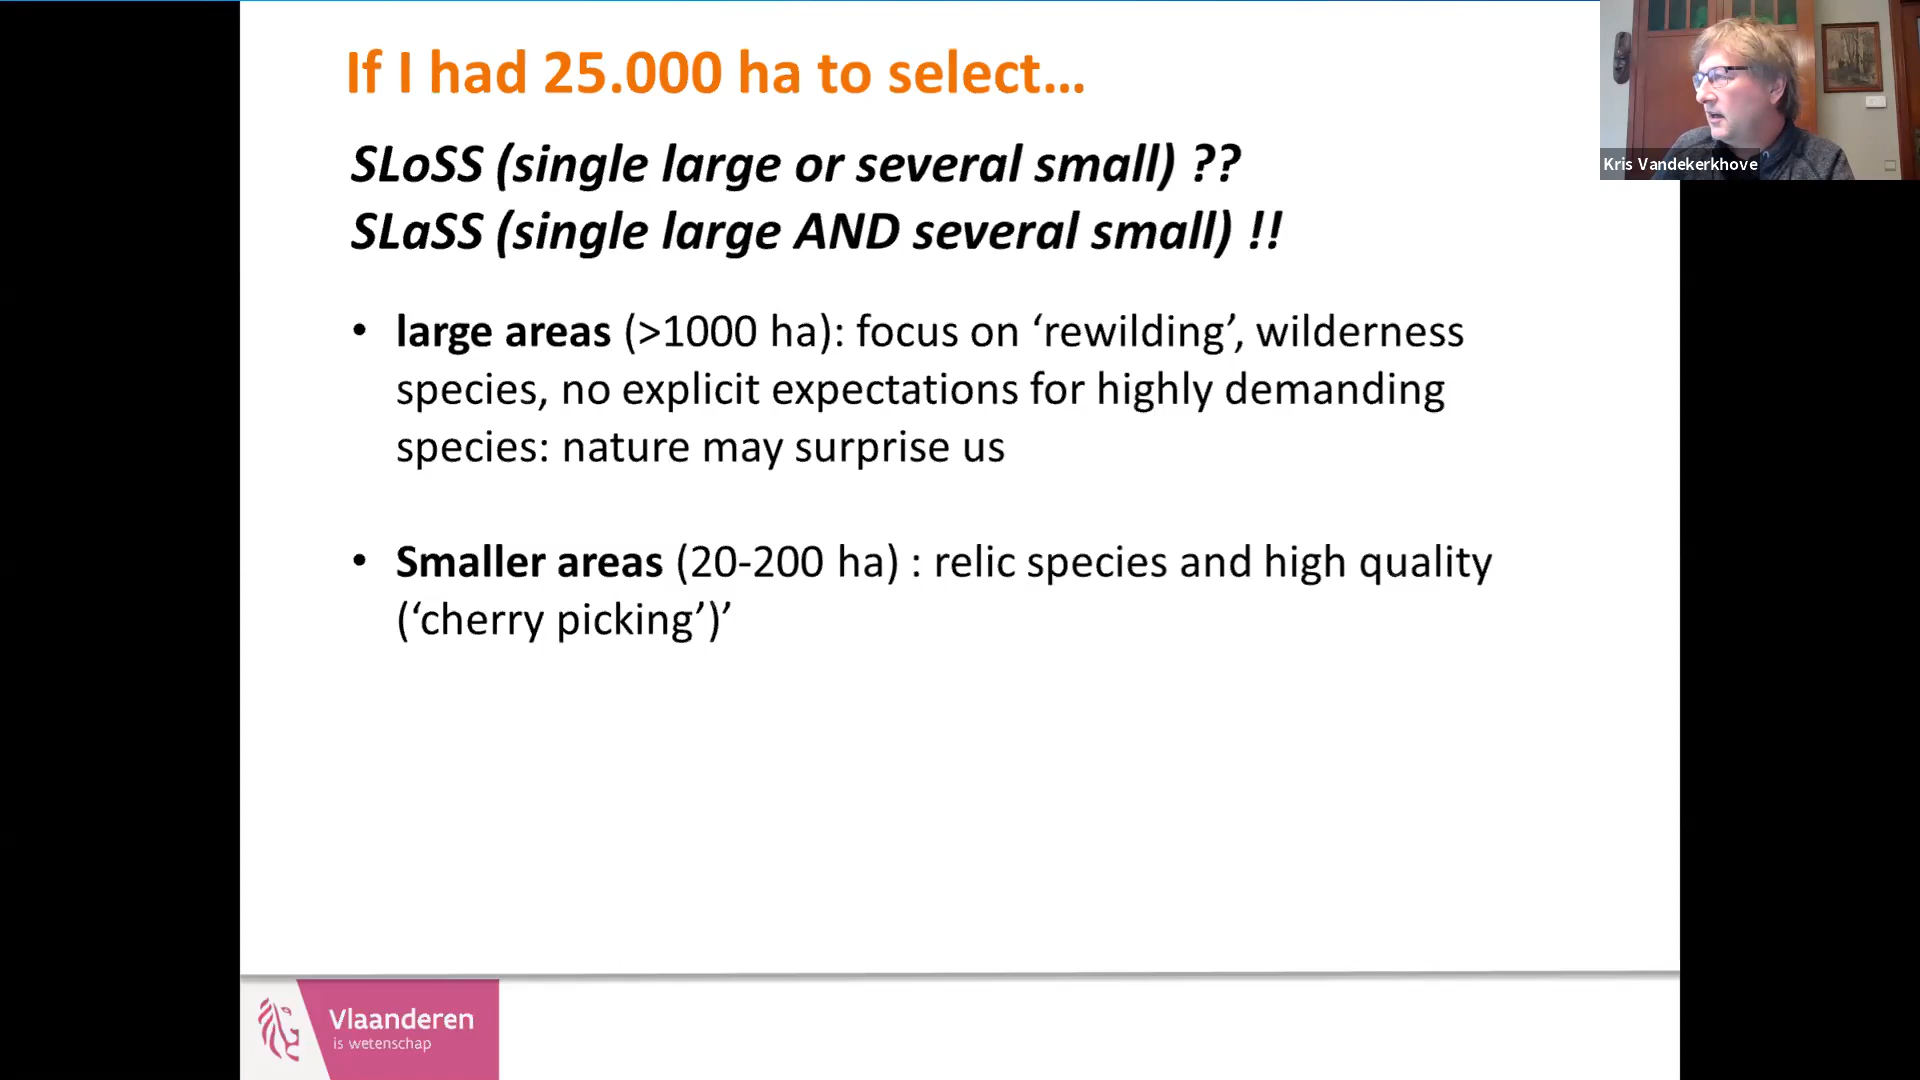 If I had 25.000 ha to select...
SLoSS (single large or several small) ??
SLaSS (single large AND several small) !!
• large areas (>1000 ha): focus on ‘rewilding’, wilderness
species, no explicit expectations for highly demanding
species: nature may surprise us
• Smaller areas (20-200 ha) : relic species and high quality
(‘cherry picking’)’
Kris Vandekerkhove
Vlaanderen
is wetenschap